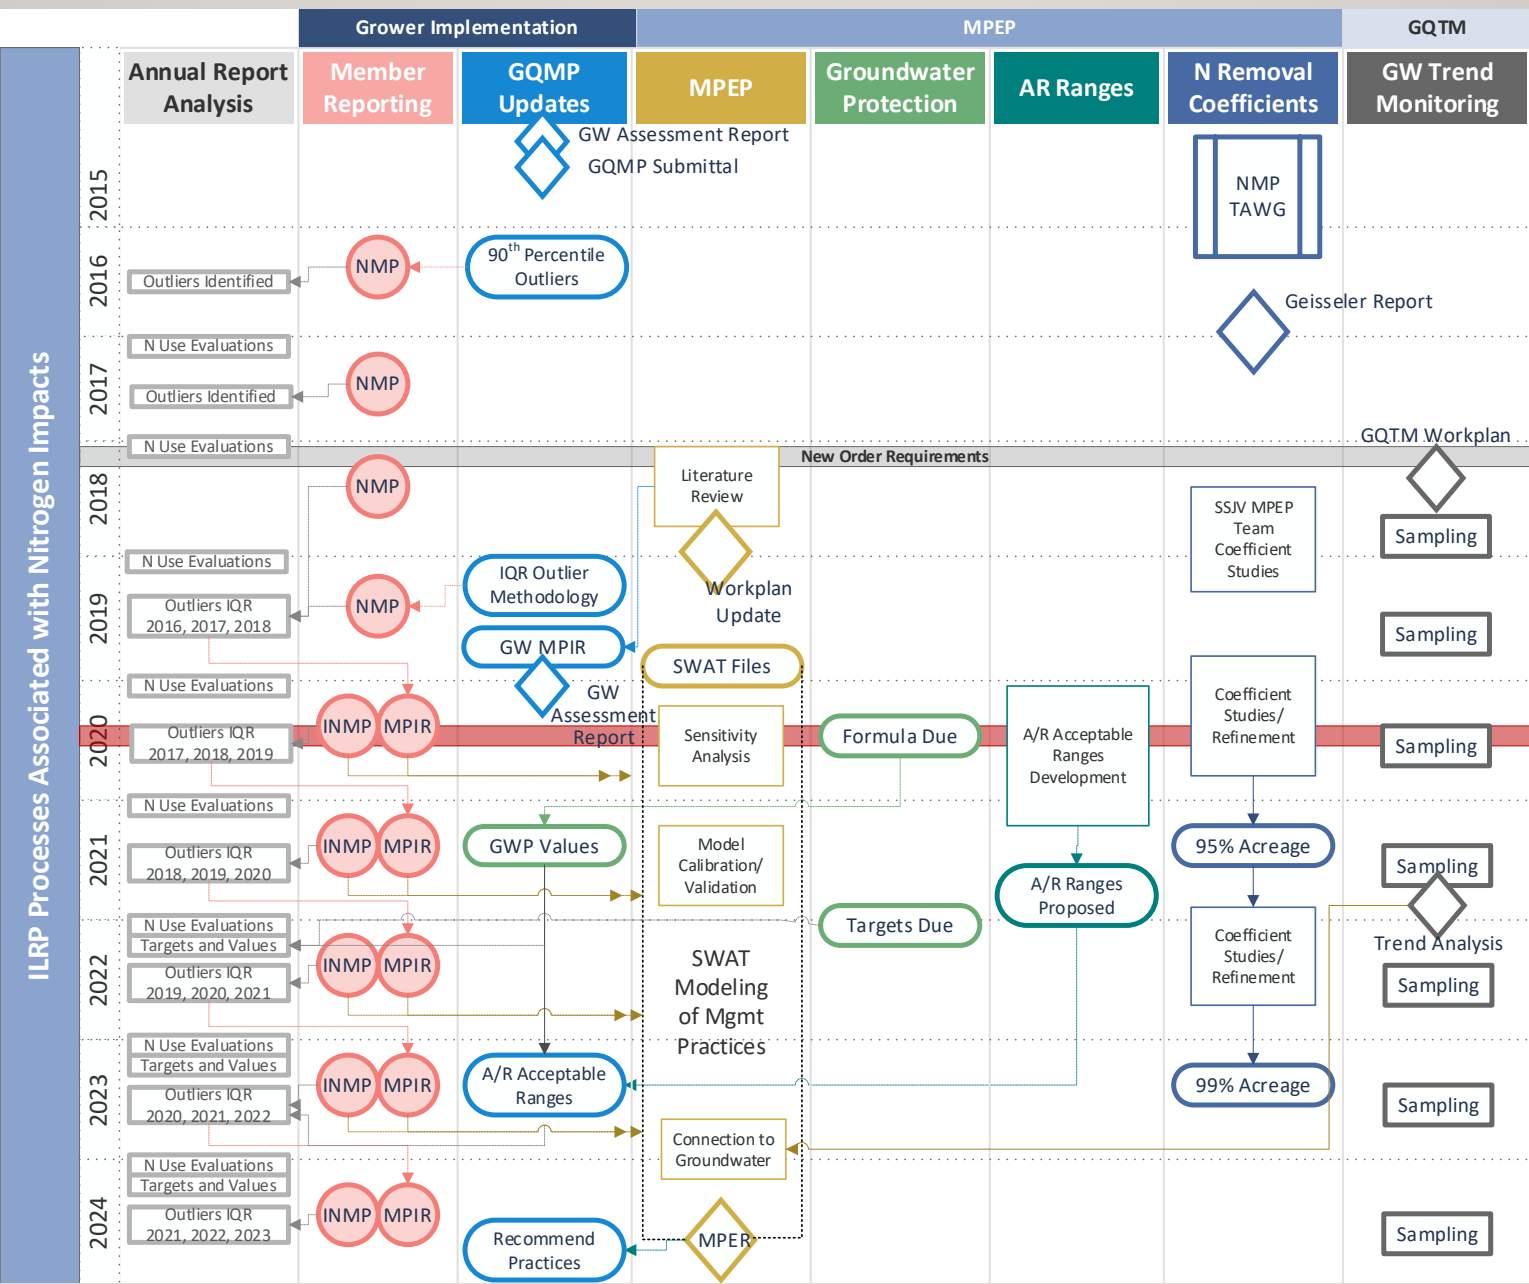 Grower Implementation
MPEP
GQTM
Annual Report
Analysis
Member
Reporting
GQMP
Updates
MPEP
Groundwater
Protection
AR Ranges
N Removal
Coefficients
GW Trend
Monitoring
ILRP Processes Associated with Nitrogen Impacts
2015
GW Assessment Report
GQMP Submittal
NMP
TAWG
2016
Outliers Identified
NMP
90th Percentile
Outliers
Geisseler Report
2017
N Use Evaluations
Outliers Identified
NMP
N Use Evaluations
New Order Requirements
GQTM Workplan
2018
NMP
Literature
Review
SSJV MPEP
Team
Coefficient
Studies
Sampling
N Use Evaluations
Workplan
Update
2019
Outliers IQR
2016, 2017, 2018
NMP
IQR Outlier
Methodology
GW MPIR
SWAT Files
Sampling
N Use Evaluations
GW
Assessment
Report
2020
Outliers IQR
2017, 2018, 2019
INMP
MPIR
Sensitivity
Analysis
Formula Due
A/R Acceptable
Ranges
Development
Coefficient
Studies/
Refinement
Sampling
N Use Evaluations
2021
Outliers IQR
2018, 2019, 2020
INMP
MPIR
GWP Values
Model
Calibration/
Validation
A/R Ranges
Proposed
95% Acreage
Sampling
N Use Evaluations
Targets and Values
Targets Due
Trend Analysis
2022
Outliers IQR
2019, 2020, 2021
INMP
MPIR
SWAT
Modeling
of Mgmt
Practices
Coefficient
Studies/
Refinement
Sampling
N Use Evaluations
Targets and Values
2023
Outliers IQR
2020, 2021, 2022
INMP
MPIR
A/R Acceptable
Ranges
99% Acreage
Sampling
Connection to
Groundwater
N Use Evaluations
Targets and Values
2024
Outliers IQR
2021, 2022, 2023
INMP
MPIR
Recommend
Practices
MPER
Sampling